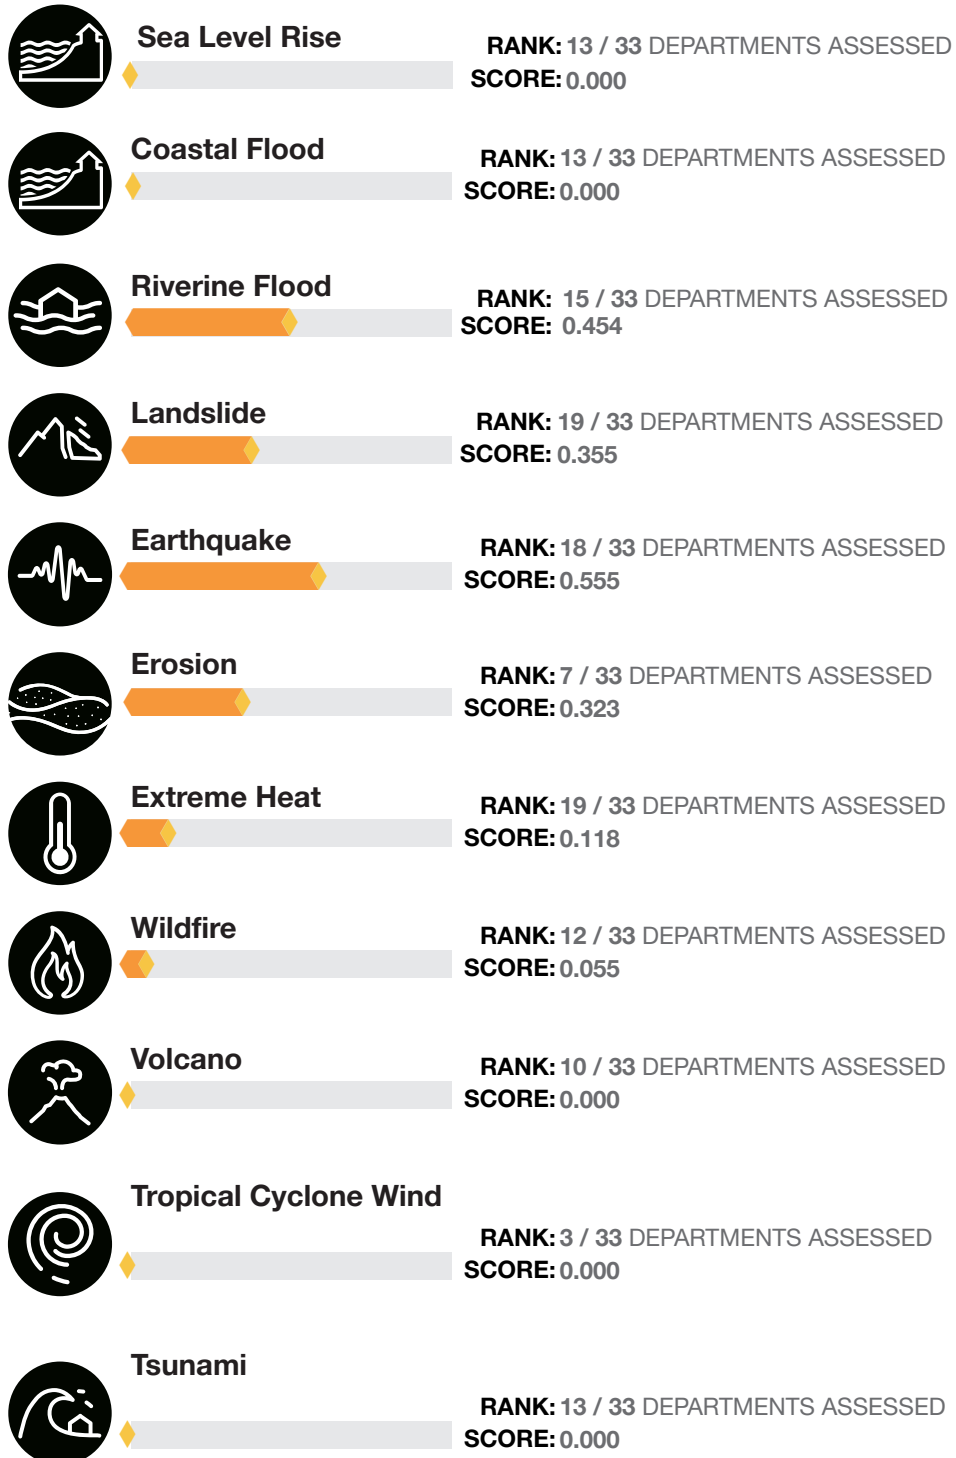 Sea Level Rise
RANK: 13 / 33 DEPARTMENTS ASSESSED
SCORE: 0.000
Coastal Flood
RANK: 13 / 33 DEPARTMENTS ASSESSED
SCORE: 0.000
Riverine Flood
RANK: 15 / 33 DEPARTMENTS ASSESSED
SCORE: 0.454
Landslide
RANK: 19 / 33 DEPARTMENTS ASSESSED
SCORE: 0.355
Earthquake
RANK: 18 / 33 DEPARTMENTS ASSESSED
SCORE: 0.555
Erosion
RANK: 7 / 33 DEPARTMENTS ASSESSED
SCORE: 0.323
Extreme Heat
RANK: 19 / 33 DEPARTMENTS ASSESSED
SCORE: 0.118
Wildfire
RANK: 12 / 33 DEPARTMENTS ASSESSED
SCORE: 0.055
Volcano
RANK: 10 / 33 DEPARTMENTS ASSESSED
SCORE: 0.000
Tropical Cyclone Wind
RANK: 3 / 33 DEPARTMENTS ASSESSED
SCORE: 0.000
Tsunami
RANK: 13 / 33 DEPARTMENTS ASSESSED
SCORE: 0.000